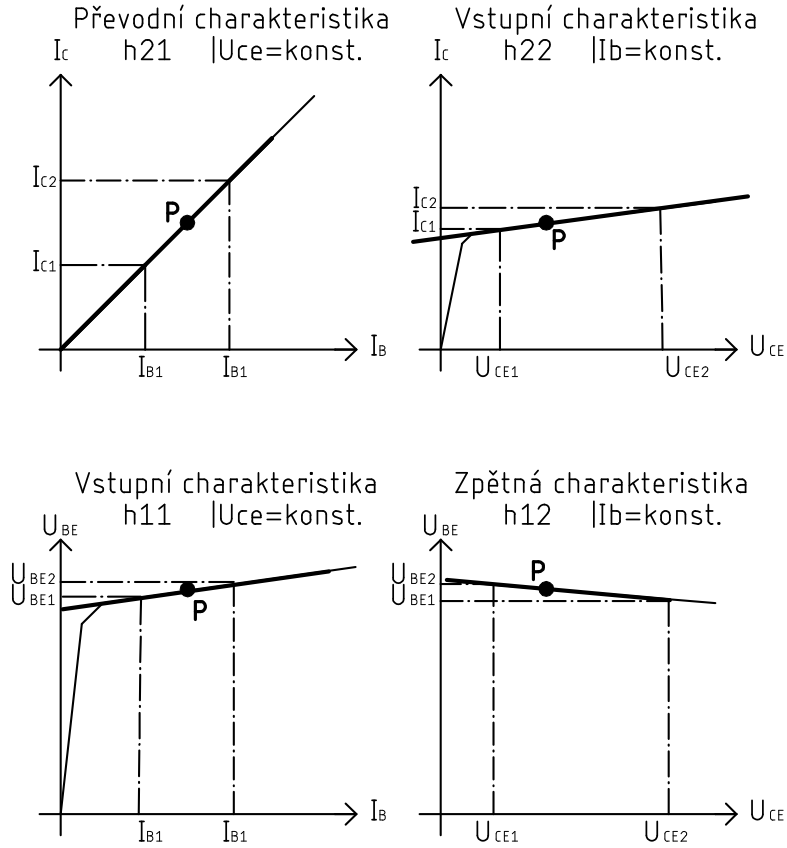 Převodní charakteristika
h21 |Uce=konst.
IC
IC2
P
IC1
IB1
IB1
IB
Vstupní charakteristika
h22 |Ib=konst.
IC
IC2
IC1
P
UCE1
UCE2
UCE
Vstupní charakteristika
h11 |Uce=konst.
UBE
UBE2
UBE1
P
IB1
IB1
IB
Zpětná charakteristika
h12 |Ib=konst.
UBE
P
UBE2
UBE1
UCE1
UCE2
UCE